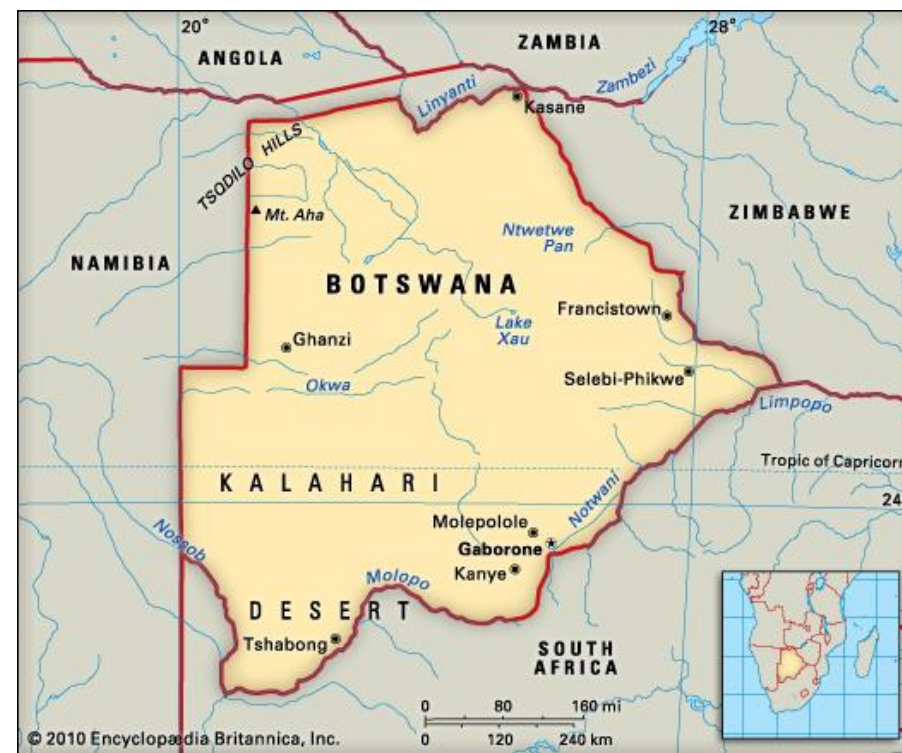 20°
28°
ANGOLA
ZAMBIA
Zambezi
Linyanti
Kasane
TSODILO HILLS
Mt. Aha
ZIMBABWE
Ntwetwe
Pan
NAMIBIA
BOTSWANA
Francistown
Lake
Xau
Ghanzi
Selebi-Phikwe
Okwa
Limpopo
Tropic of Capricorn
KALAHARI
24
Notwani
Molepolole
Nossob
Gaborone
Kanye
Molopo
DESERT
Tshabong
SOUTH
AFRICA
0 80 160 mi
0 120 240 km
© 2010 Encyclopædia Britannica, Inc.